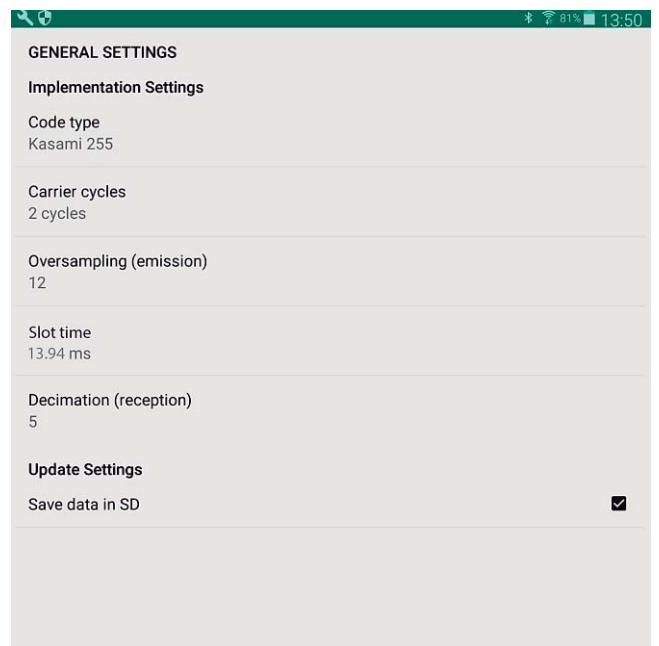 81% 13:50
GENERAL SETTINGS
Implementation Settings
Code type
Kasami 255
Carrier cycles
2 cycles
Oversampling (emission)
12
Slot time
13.94 ms
Decimation (reception)
5
Update Settings
Save data in SD